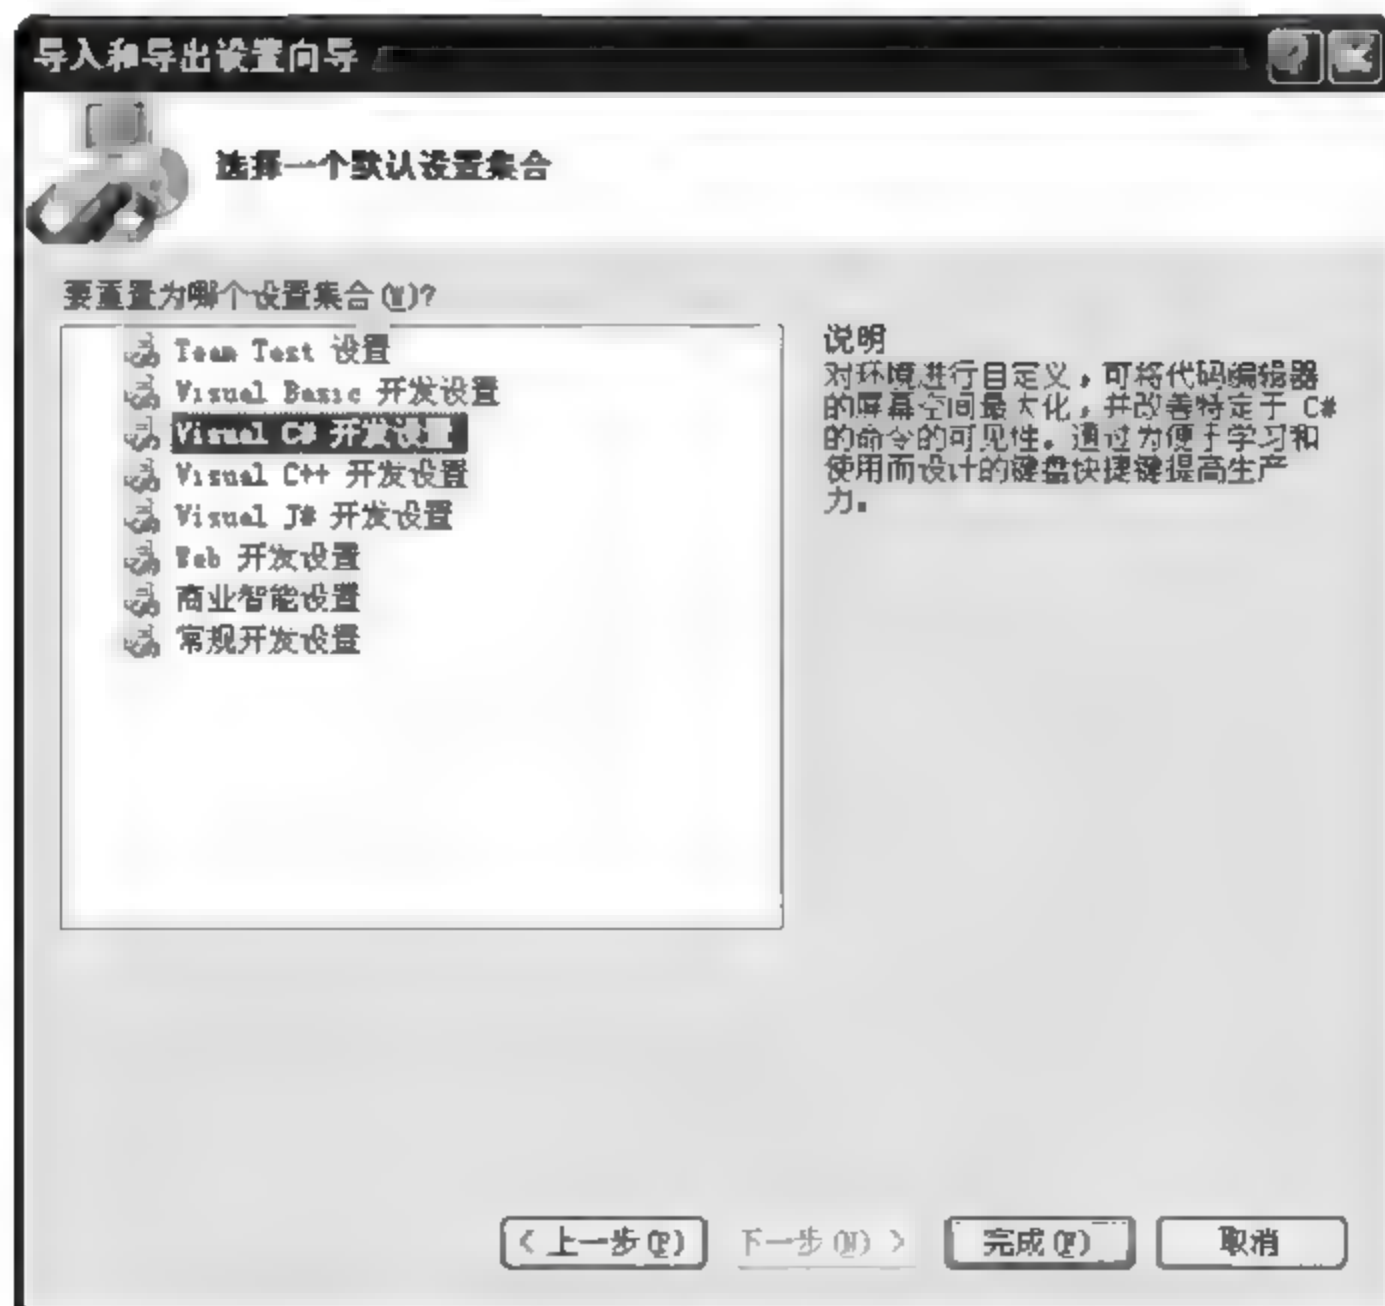 导入和导出设置向导
选择一个默认设置集合
要重置为哪个设置集合(W)?
Team Test 设置
Visual Basic 开发设置
Visual C# 开发设置
Visual C++ 开发设置
Visual J# 开发设置
Web 开发设置
商业智能设置
常规开发设置
说明
对环境进行自定义，可将代码编辑器
的屏幕空间最大化，并改善特定于 C#
的命令的可见性。通过为便于学习和
使用而设计的键盘快捷键提高生产
力。
< 上一步(P) 下一步(N) > 完成(F) 取消